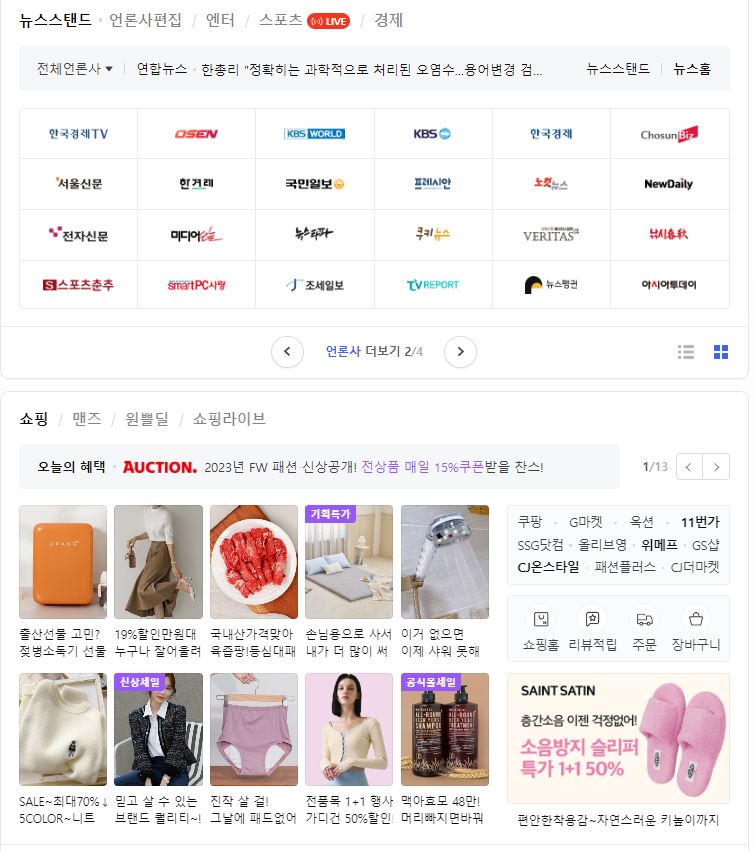 뉴스스탠드 · 언론사편집 / 엔터 / 스포츠 LIVE / 경제
전체언론사 연합뉴스 · 한총리 "정확히는 과학적으로 처리된 오염수...용어변경 검... 뉴스스탠드 뉴스홈
한국경제TV OSEN KBS WORLD KBS 한국경제 ChosunBiz
서울신문 한겨레 국민일보 프레시안 노컷뉴스 NewDaily
전자신문 미디어오늘 뉴스타파 쿠키뉴스 VERITAS 낚시춘추
스포츠춘추 smartPC사랑 조세일보 TVREPORT 뉴스펭귄 아시아투데이
언론사 더보기 2/4
쇼핑 / 맨즈 / 원쁠딜 / 쇼핑라이브
오늘의 혜택 · AUCTION. 2023년 FW 패션 신상공개! 전상품 매일 15%쿠폰받을 찬스!
1/13
SPANG
기획특가
출산선물 고민?
젖병소독기 선물
19%할인만원대
누구나 잘어울려
국내산가격맞아
육즙팡!등심대패
손님용으로 사서
내가 더 많이 써
이거 없으면
이제 샤워 못해
쿠팡 · G마켓 · 옥션 · 11번가
SSG닷컴 · 올리브영 · 위메프 · GS샵
CJ온스타일 · 패션플러스 · CJ더마켓
쇼핑홈 리뷰적립 주문 장바구니
신상세일
공식몰세일
ALL-ROUND
BEER YEAST
SHAMPOO
ALL-ROUND
BEER YEAST
TREATMENT
SALE~최대70%↓
5COLOR~니트
믿고 살 수 있는
브랜드 퀄리티~!
진작 살 걸!
그날에 패드없어
전품목 1+1 행사
가디건 50%할인!
맥아효모 48만!
머리빠지면바꿔
SAINT SATIN
층간소음 이젠 걱정없어!
소음방지 슬리퍼
특가 1+1 50%
편안한착용감~자연스러운 키높이까지